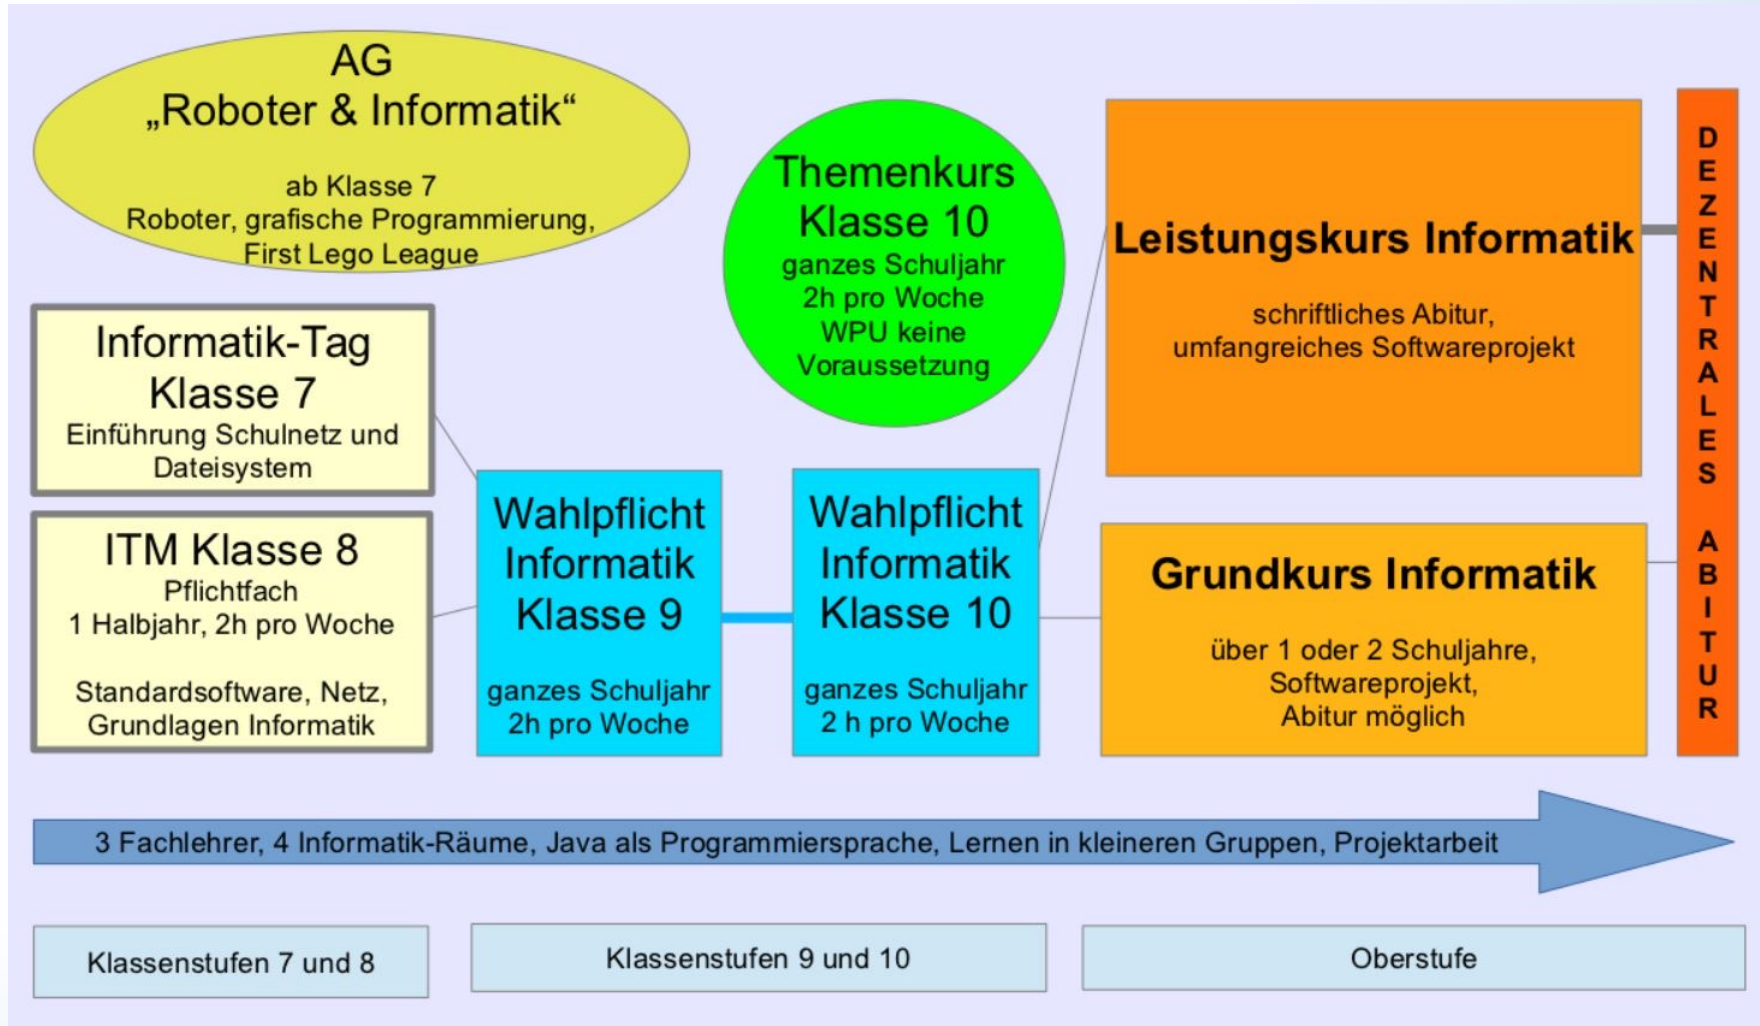 AG
„Roboter & Informatik“
ab Klasse 7
Roboter, grafische Programmierung,
First Lego League
Informatik-Tag
Klasse 7
Einführung Schulnetz und
Dateisystem
ITM Klasse 8
Pflichtfach
1 Halbjahr, 2h pro Woche
Standardsoftware, Netz,
Grundlagen Informatik
Wahlpflicht
Informatik
Klasse 9
ganzes Schuljahr
2h pro Woche
Themenkurs
Klasse 10
ganzes Schuljahr
2h pro Woche
WPU keine
Voraussetzung
Wahlpflicht
Informatik
Klasse 10
ganzes Schuljahr
2 h pro Woche
Leistungskurs Informatik
schriftliches Abitur,
umfangreiches Softwareprojekt
Grundkurs Informatik
über 1 oder 2 Schuljahre,
Softwareprojekt,
Abitur möglich
DEZENTRALES ABITUR
3 Fachlehrer, 4 Informatik-Räume, Java als Programmiersprache, Lernen in kleineren Gruppen, Projektarbeit
Klassenstufen 7 und 8
Klassenstufen 9 und 10
Oberstufe